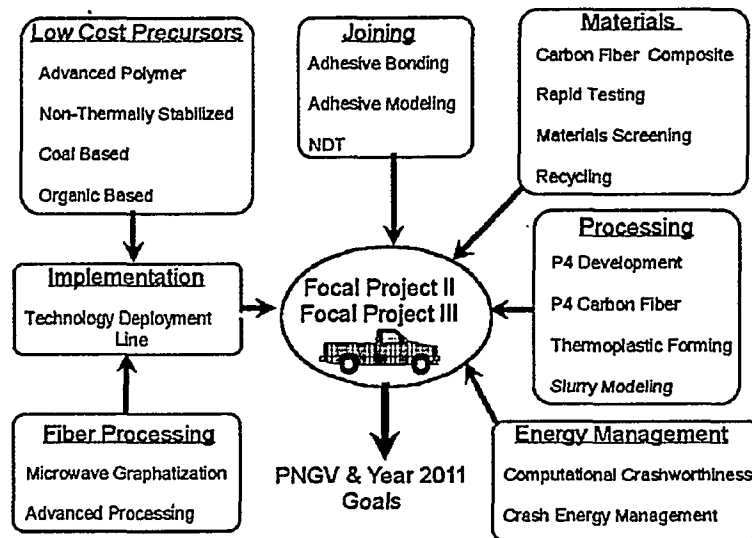 Low Cost Precursors
Advanced Polymer
Non-Thermally Stabilized
Coal Based
Organic Based
Joining
Adhesive Bonding
Adhesive Modeling
NDT
Materials
Carbon Fiber Composite
Rapid Testing
Materials Screening
Recycling
Implementation
Technology Deployment
Line
Focal Project II
Focal Project III
Processing
P4 Development
P4 Carbon Fiber
Thermoplastic Forming
Slurry Modeling
Fiber Processing
Microwave Graphatization
Advanced Processing
PNGV & Year 2011
Goals
Energy Management
Computational Crashworthiness
Crash Energy Management